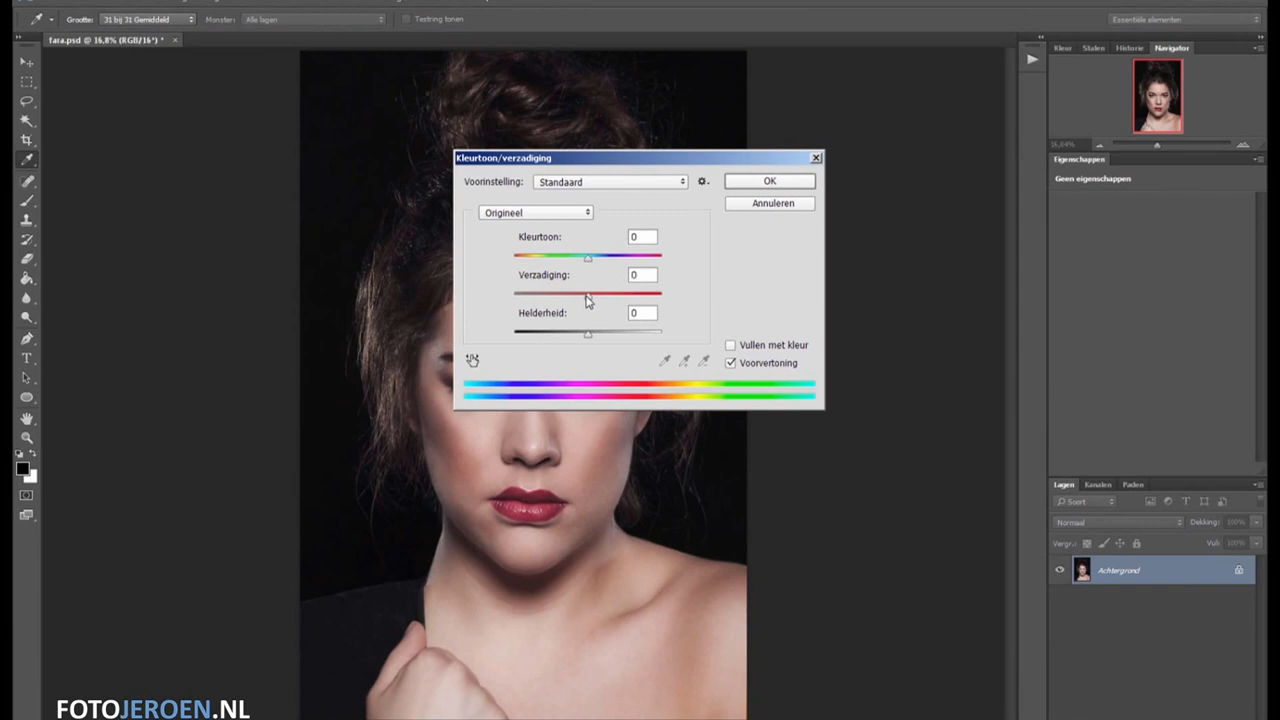 Grootte: 31 bij 31 Gemiddeld Monster: Alle lagen Testring tonen Essentiële elementen
fara.psd @ 16,8% (RGB/16*) * ×
Kleur Stalen Historie Navigator
16,84%
Eigenschappen
Geen eigenschappen
Kleurtoon/verzadiging
Voorinstelling: Standaard OK
Annuleren
Origineel
Kleurtoon: 0
Verzadiging: 0
Helderheid: 0
Vullen met kleur
Voorvertoning
Lagen Kanalen Paden
Soort
Normaal Dekking: 100%
Vergr.: Vul: 100%
Achtergrond
FOTOJEROEN.NL